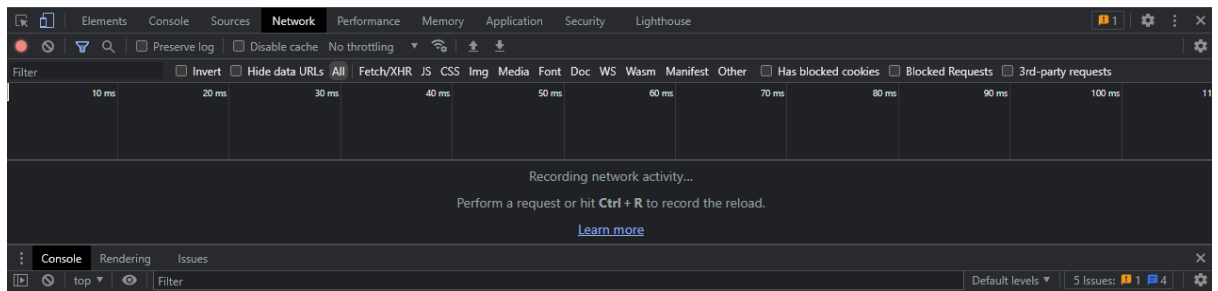 Elements Console Sources Network Performance Memory Application Security Lighthouse 1
Preserve log Disable cache No throttling
Filter Invert Hide data URLs All Fetch/XHR JS CSS Img Media Font Doc WS Wasm Manifest Other Has blocked cookies Blocked Requests 3rd-party requests
10 ms 20 ms 30 ms 40 ms 50 ms 60 ms 70 ms 80 ms 90 ms 100 ms 11
Recording network activity...
Perform a request or hit Ctrl + R to record the reload.
Learn more
Console Rendering Issues
top Filter Default levels 5 Issues: 1 4